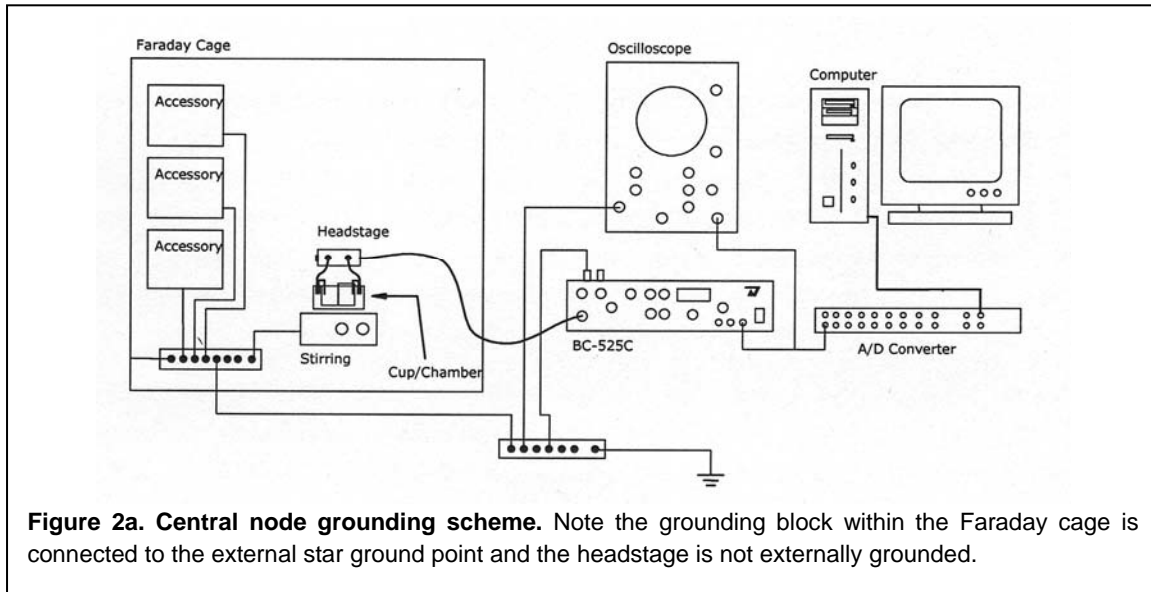 Faraday Cage
Accessory
Accessory
Accessory
Headstage
Stirring
Cup/Chamber
Oscilloscope
BC-525C
Computer
A/D Converter
Figure 2a. Central node grounding scheme. Note the grounding block within the Faraday cage is
connected to the external star ground point and the headstage is not externally grounded.